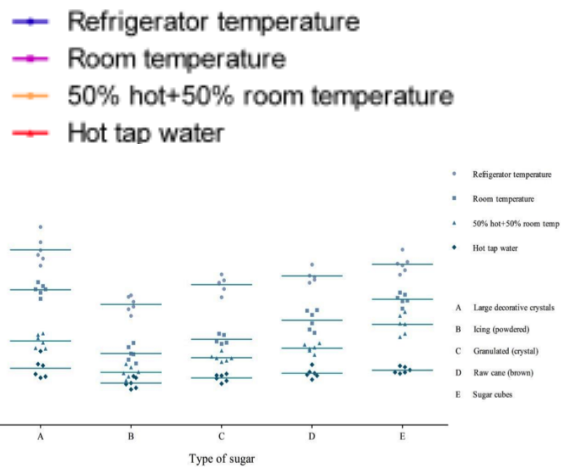 Refrigerator temperature
Room temperature
50% hot+50% room temperature
Hot tap water
Refrigerator temperature
Room temperature
50% hot+50% room temp
Hot tap water
A Large decorative crystals
B Icing (powdered)
C Granulated (crystal)
D Raw cane (brown)
E Sugar cubes
A B C D E
Type of sugar